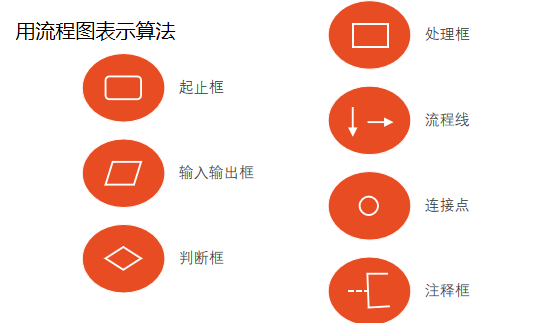 用流程图表示算法
起止框
输入输出框
判断框
处理框
流程线
连接点
注释框